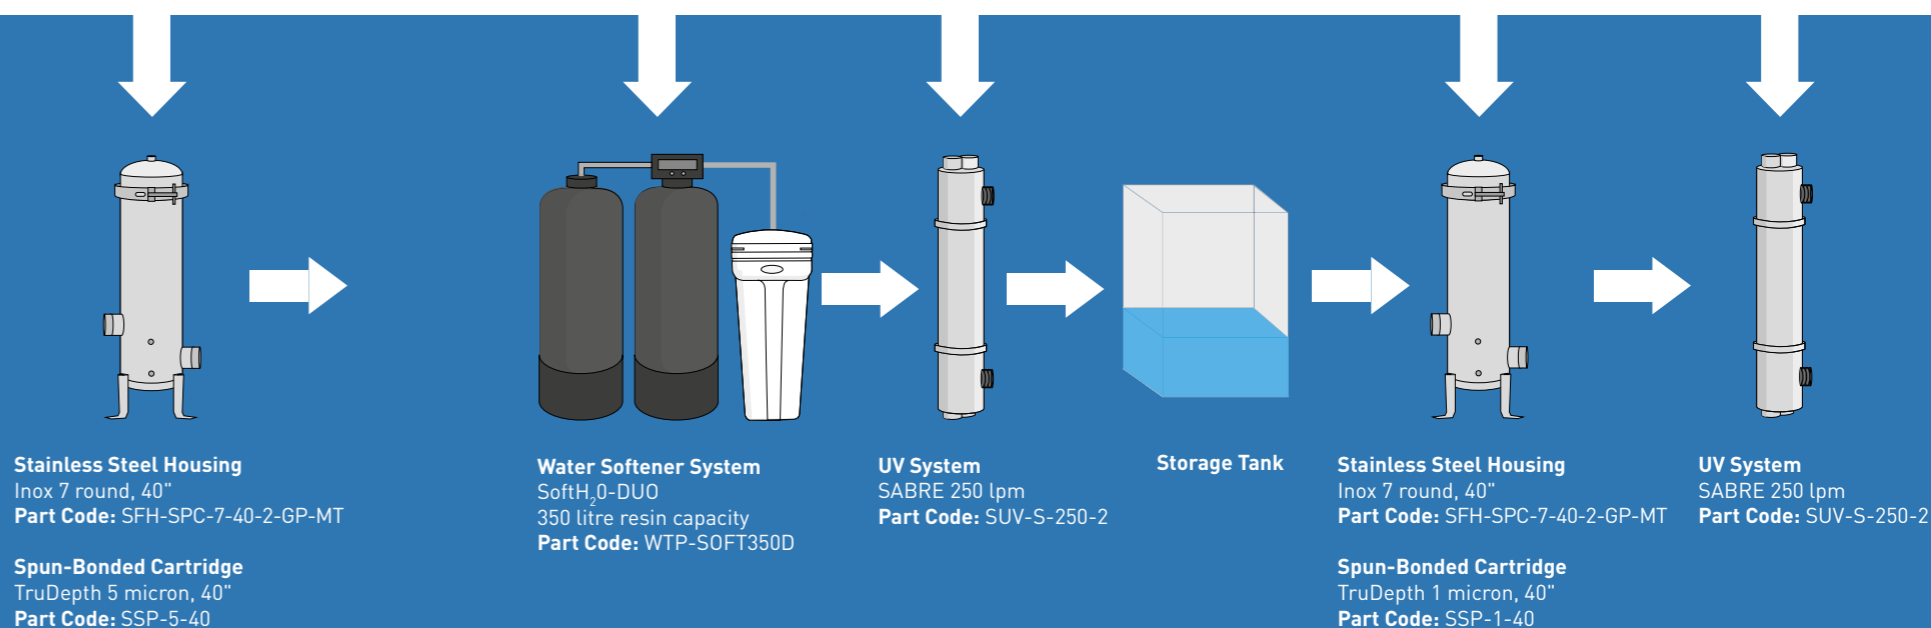 Stainless Steel Housing
Inox 7 round, 40"
Part Code: SFH-SPC-7-40-2-GP-MT
Spun-Bonded Cartridge
TruDepth 5 micron, 40"
Part Code: SSP-5-40
Water Softener System
SoftH₂0-DUO
350 litre resin capacity
Part Code: WTP-SOFT350D
UV System
SABRE 250 lpm
Part Code: SUV-S-250-2
Storage Tank
Stainless Steel Housing
Inox 7 round, 40"
Part Code: SFH-SPC-7-40-2-GP-MT
Spun-Bonded Cartridge
TruDepth 1 micron, 40"
Part Code: SSP-1-40
UV System
SABRE 250 lpm
Part Code: SUV-S-250-2